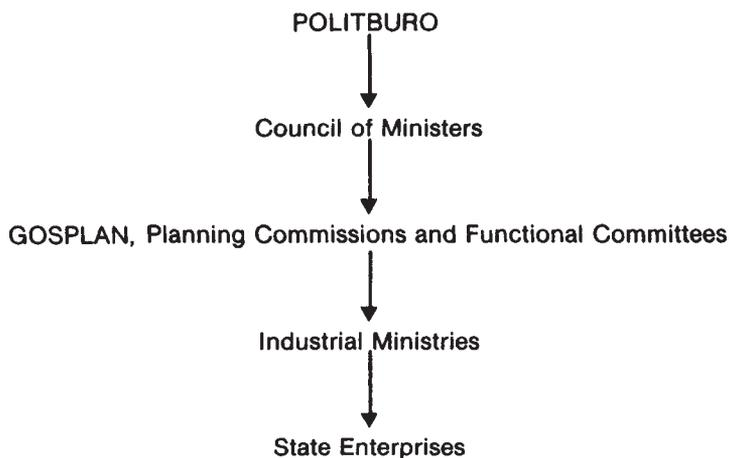 POLITBURO
Council of Ministers
GOSPLAN, Planning Commissions and Functional Committees
Industrial Ministries
State Enterprises